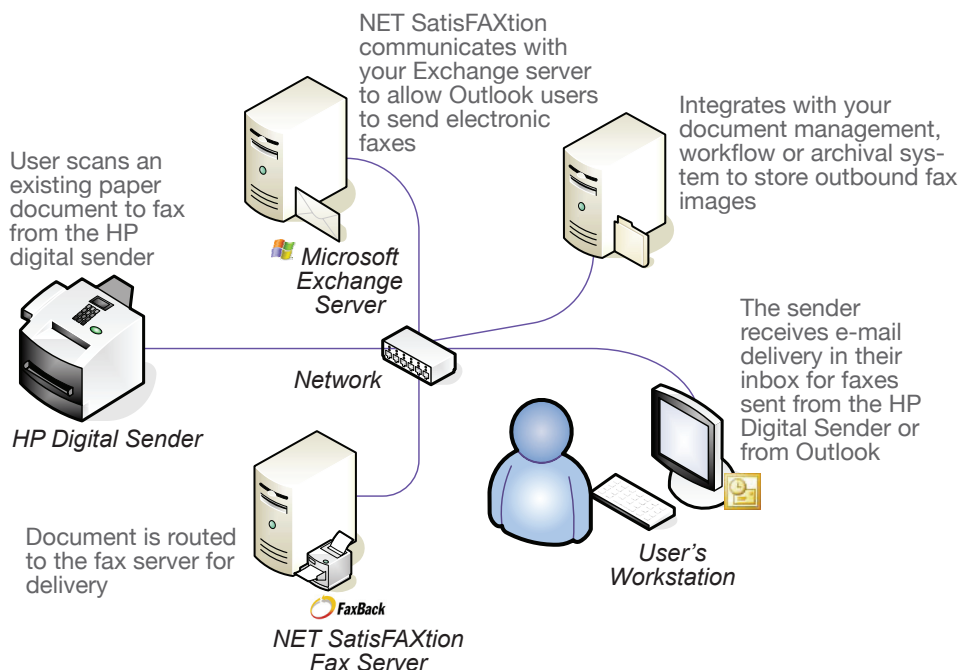 NET SatisFAXtion
communicates with
your Exchange server
to allow Outlook users
to send electronic
faxes
Integrates with your
document management,
workflow or archival sys-
tem to store outbound fax
images
User scans an
existing paper
document to fax
from the HP
digital sender
Microsoft
Exchange
Server
The sender
receives e-mail
delivery in their
inbox for faxes
sent from the HP
Digital Sender or
from Outlook
Network
HP Digital Sender
Document is routed
to the fax server for
delivery
User's
Workstation
FaxBack
NET SatisFAXtion
Fax Server